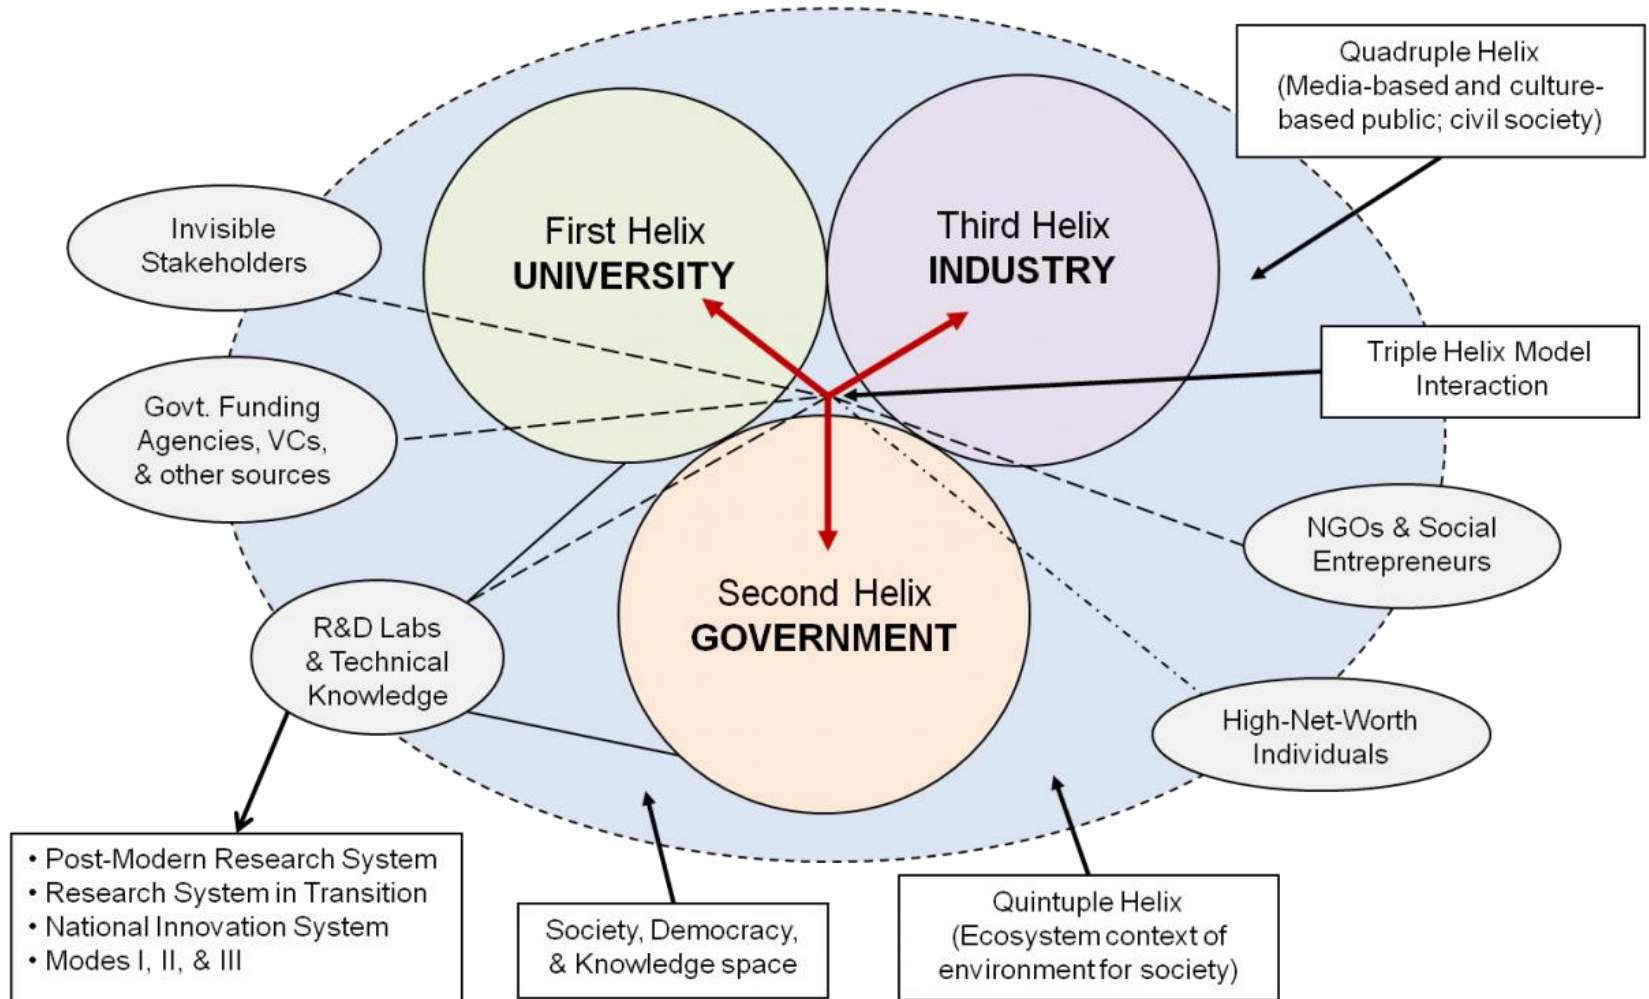 Quadruple Helix
(Media-based and culture-
based public; civil society)
First Helix
UNIVERSITY
Third Helix
INDUSTRY
Invisible
Stakeholders
Triple Helix Model
Interaction
Govt. Funding
Agencies, VCs,
& other sources
NGOs & Social
Entrepreneurs
Second Helix
GOVERNMENT
R&D Labs
& Technical
Knowledge
High-Net-Worth
Individuals
• Post-Modern Research System
• Research System in Transition
• National Innovation System
• Modes I, II, & III
Society, Democracy,
& Knowledge space
Quintuple Helix
(Ecosystem context of
environment for society)